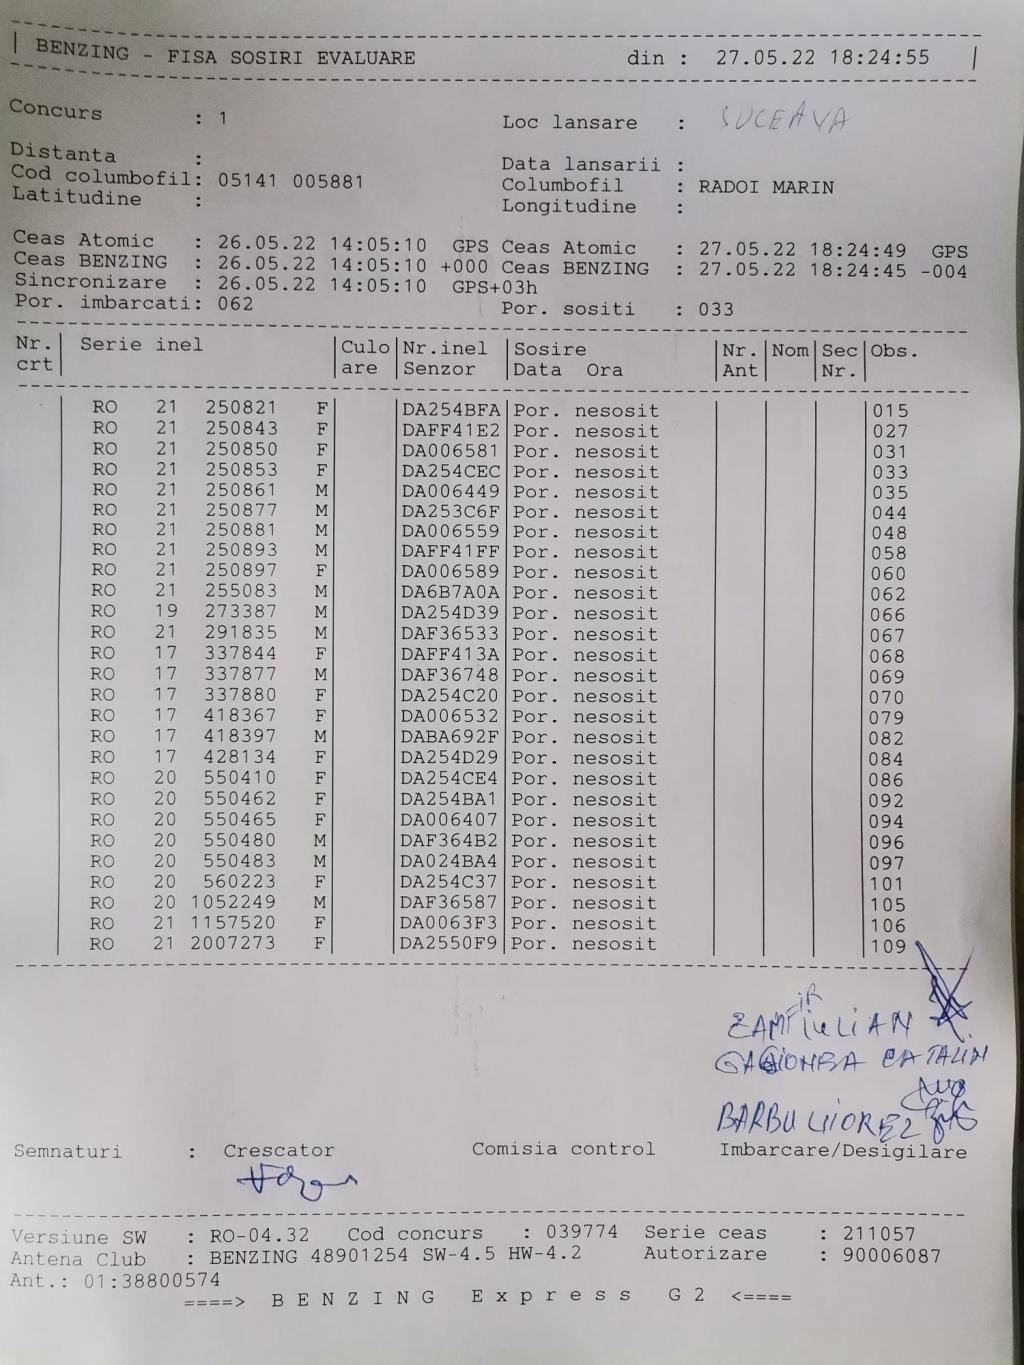 BENZING - FISA SOSIRI EVALUARE din : 27.05.22 18:24:55
Concurs : 1 Loc lansare : SUCEAVA
Distanta : Data lansarii :
Cod columbofil: 05141 005881 Columbofil : RADOI MARIN
Latitudine : Longitudine :
Ceas Atomic : 26.05.22 14:05:10 GPS Ceas Atomic : 27.05.22 18:24:49 GPS
Ceas BENZING : 26.05.22 14:05:10 +000 Ceas BENZING : 27.05.22 18:24:45 -004
Sincronizare : 26.05.22 14:05:10 GPS+03h
Por. imbarcati: 062 Por. sositi : 033
Nr. Serie inel Culo Nr.inel Sosire Nr. Nom Sec Obs.
crt are Senzor Data Ora Ant Nr.
RO 21 250821 F DA254BFA Por. nesosit 015
RO 21 250843 F DAFF41E2 Por. nesosit 027
RO 21 250850 F DA006581 Por. nesosit 031
RO 21 250853 F DA254CEC Por. nesosit 033
RO 21 250861 M DA006449 Por. nesosit 035
RO 21 250877 M DA253C6F Por. nesosit 044
RO 21 250881 M DA006559 Por. nesosit 048
RO 21 250893 M DAFF41FF Por. nesosit 058
RO 21 250897 F DA006589 Por. nesosit 060
RO 21 255083 M DA6B7A0A Por. nesosit 062
RO 19 273387 M DA254D39 Por. nesosit 066
RO 21 291835 M DAF36533 Por. nesosit 067
RO 17 337844 F DAFF413A Por. nesosit 068
RO 17 337877 M DAF36748 Por. nesosit 069
RO 17 337880 F DA254C20 Por. nesosit 070
RO 17 418367 F DA006532 Por. nesosit 079
RO 17 418397 M DABA692F Por. nesosit 082
RO 17 428134 F DA254D29 Por. nesosit 084
RO 20 550410 F DA254CE4 Por. nesosit 086
RO 20 550462 F DA254BA1 Por. nesosit 092
RO 20 550465 F DA006407 Por. nesosit 094
RO 20 550480 M DAF364B2 Por. nesosit 096
RO 20 550483 M DA024BA4 Por. nesosit 097
RO 20 560223 F DA254C37 Por. nesosit 101
RO 20 1052249 M DAF36587 Por. nesosit 105
RO 21 1157520 F DA0063F3 Por. nesosit 106
RO 21 2007273 F DA2550F9 Por. nesosit 109
IULIAN
CATALIN
BARBU VIOREL
Semnaturi : Crescator Comisia control Imbarcare/Desigilare
Versiune SW : RO-04.32 Cod concurs : 039774 Serie ceas : 211057
Antena Club : BENZING 48901254 SW-4.5 HW-4.2 Autorizare : 90006087
Ant.: 01:38800574
====> B E N Z I N G E x p r e s s G 2 <====